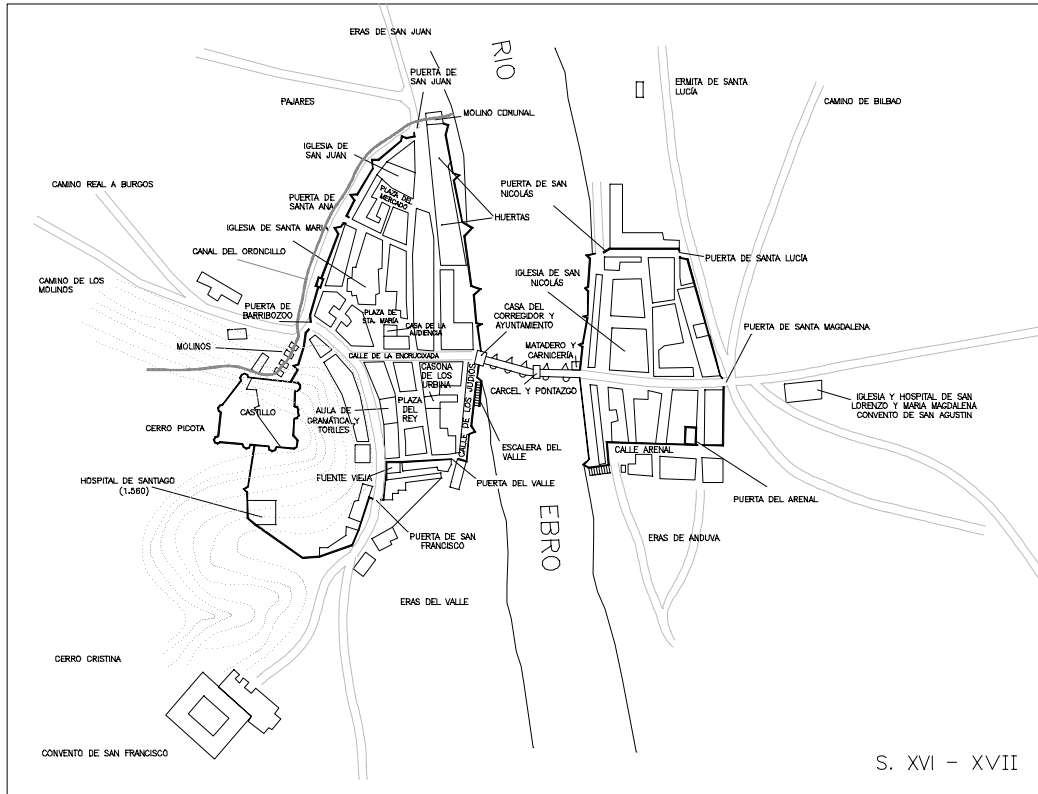 ERAS DE SAN JUAN
RIO
PUERTA DE
SAN JUAN
ERMITA DE SANTA
LUCÍA
PAJARES
CAMINO DE BILBAO
MOLINO COMUNAL
IGLESIA DE
SAN JUAN
CAMINO REAL A BURGOS
PUERTA DE
SANTA ANA
PLAZA DEL
MERCADO
PUERTA DE SAN
NICOLÁS
HUERTAS
IGLESIA DE SANTA MARIA
CANAL DEL ORONCILLO
PUERTA DE SANTA LUCÍA
CAMINO DE LOS
MOLINOS
IGLESIA DE SAN
NICOLÁS
PUERTA DE
BARRIBOZOO
PLAZA DE
STA. MARÍA
CASA DE LA
AUDIENCIA
CASA DEL
CORREGIDOR Y
AYUNTAMIENTO
PUERTA DE SANTA MAGDALENA
MOLINOS
CALLE DE LA ENCRUCIXADA
MATADERO Y
CARNICERÍA
CASONA
DE LOS
URBINA
CARCEL Y PONTAZGO
CASTILLO
AULA DE
GRAMÁTICA Y
TORILES
PLAZA
DEL
REY
CALLE DE LOS JUDIOS
IGLESIA Y HOSPITAL DE SAN
LORENZO Y MARIA MAGDALENA
CONVENTO DE SAN AGUSTIN
CERRO PICOTA
ESCALERA DEL
VALLE
CALLE ARENAL
HOSPITAL DE SANTIAGO
(1.560)
FUENTE VIEJA
PUERTA DEL VALLE
PUERTA DEL ARENAL
EBRO
PUERTA DE SAN
FRANCISCO
ERAS DE ANDUVA
ERAS DEL VALLE
CERRO CRISTINA
CONVENTO DE SAN FRANCISCO
S. XVI - XVII